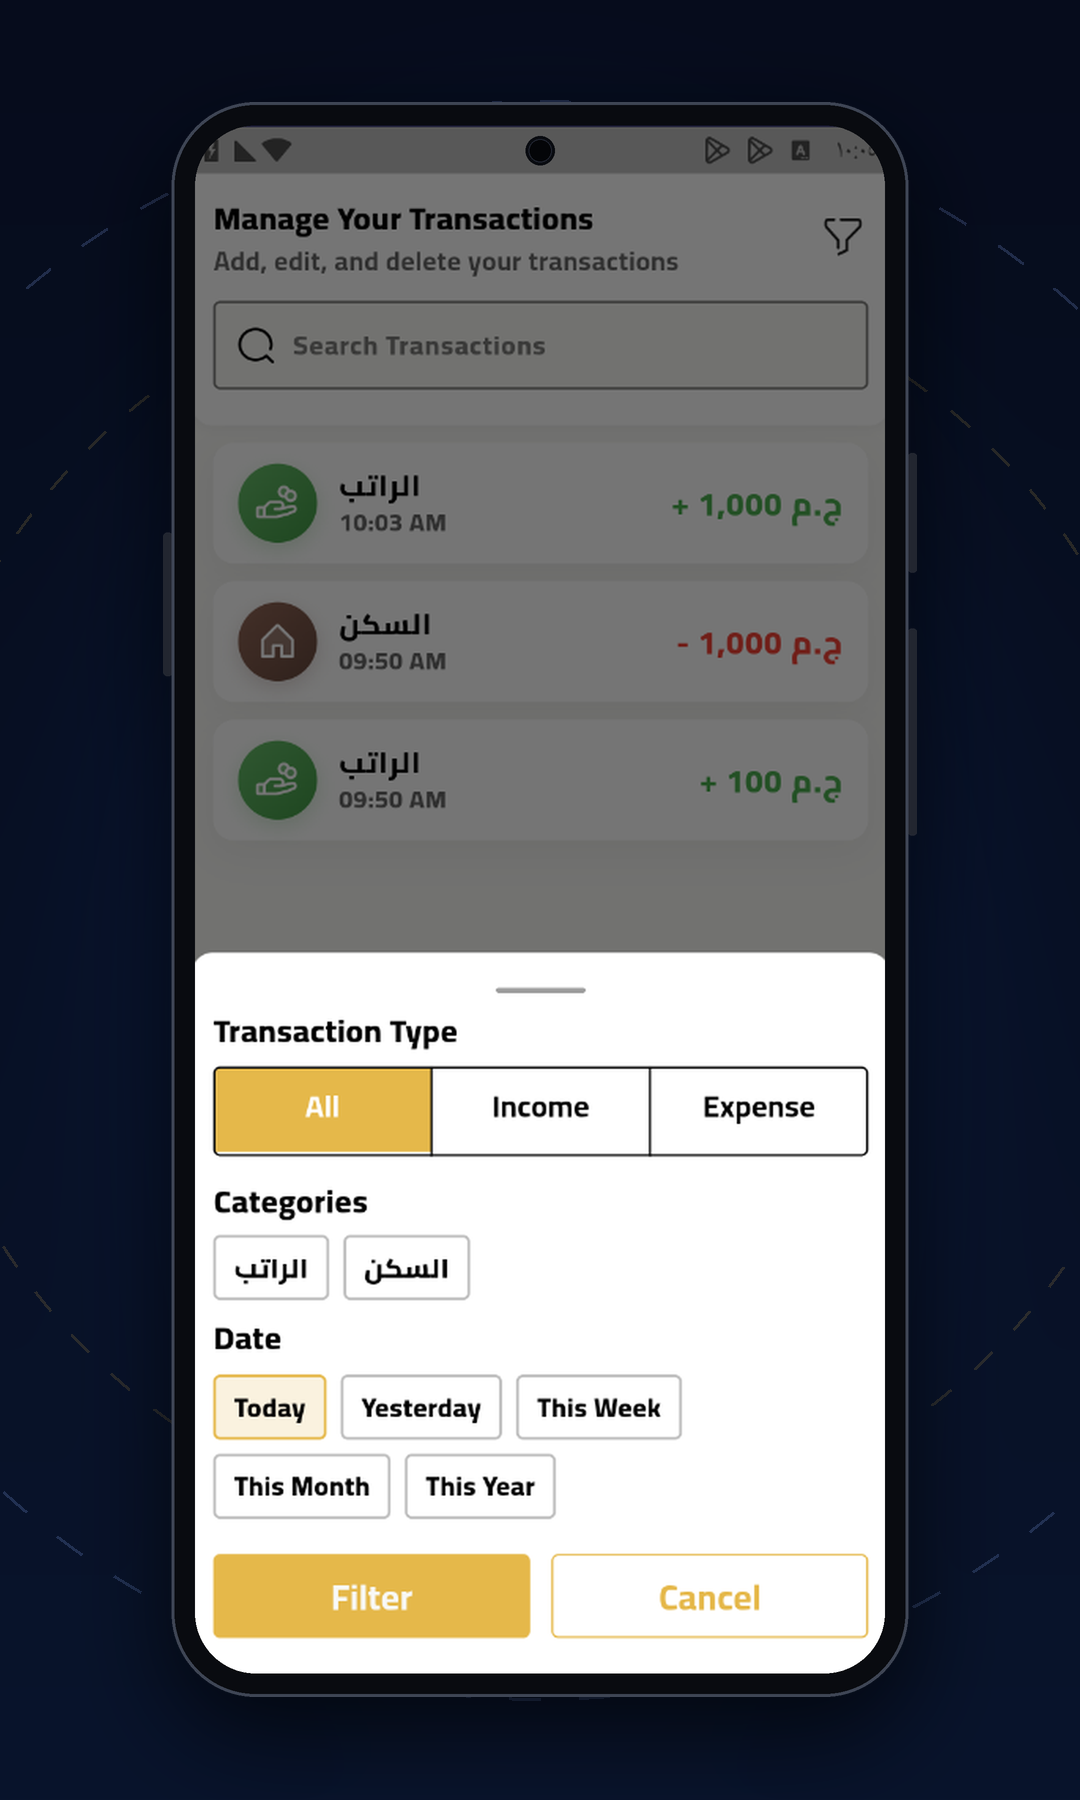 Manage Your Transactions
Add, edit, and delete your transactions
Search Transactions
الراتب
10:03 AM
+ 1,000 ج.م
السكن
09:50 AM
- 1,000 ج.م
الراتب
09:50 AM
+ 100 ج.م
Transaction Type
All Income Expense
Categories
الراتب السكن
Date
Today Yesterday This Week
This Month This Year
Filter Cancel